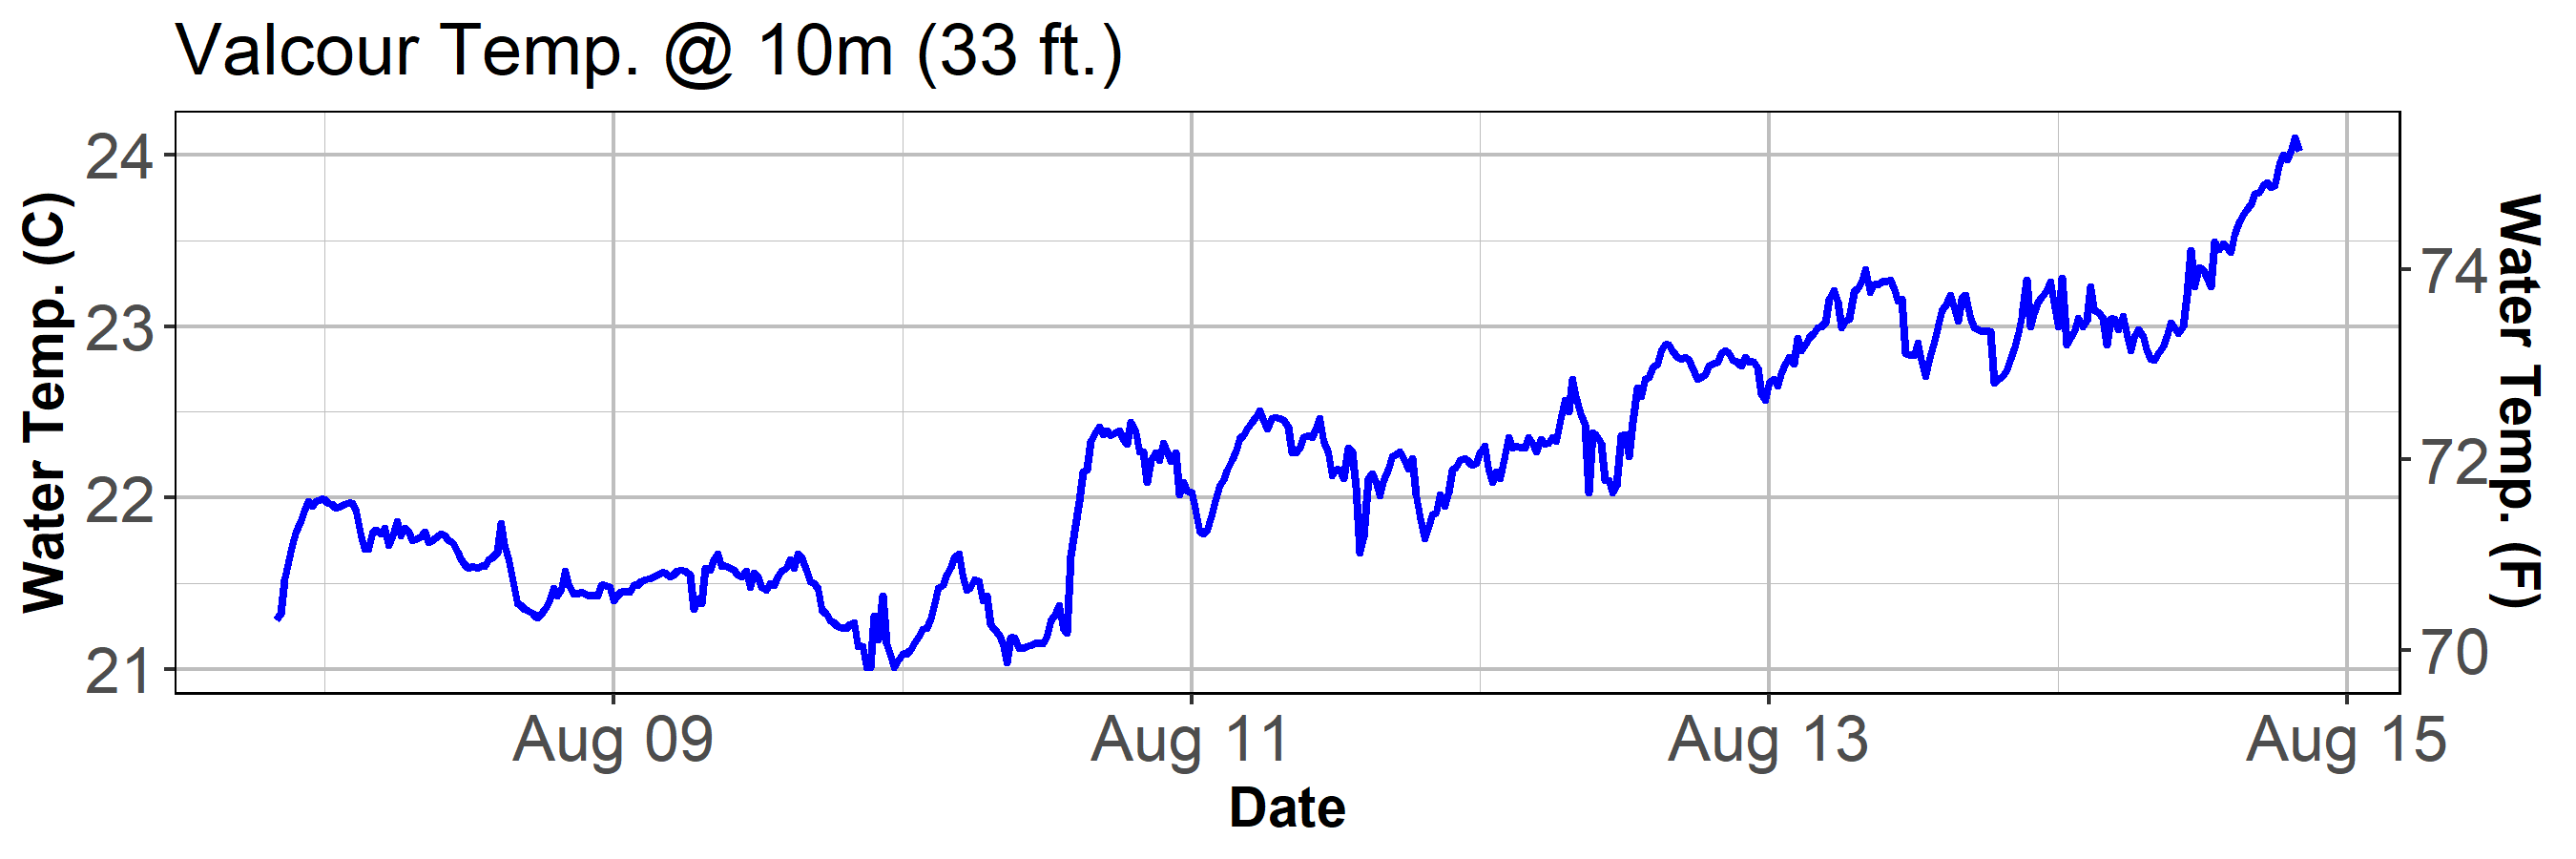 Valcour Temp. @ 10m (33 ft.)
Water Temp. (C)
24
23
22
21
74
72
70
Water Temp. (F)
Aug 09
Aug 11
Aug 13
Aug 15
Date